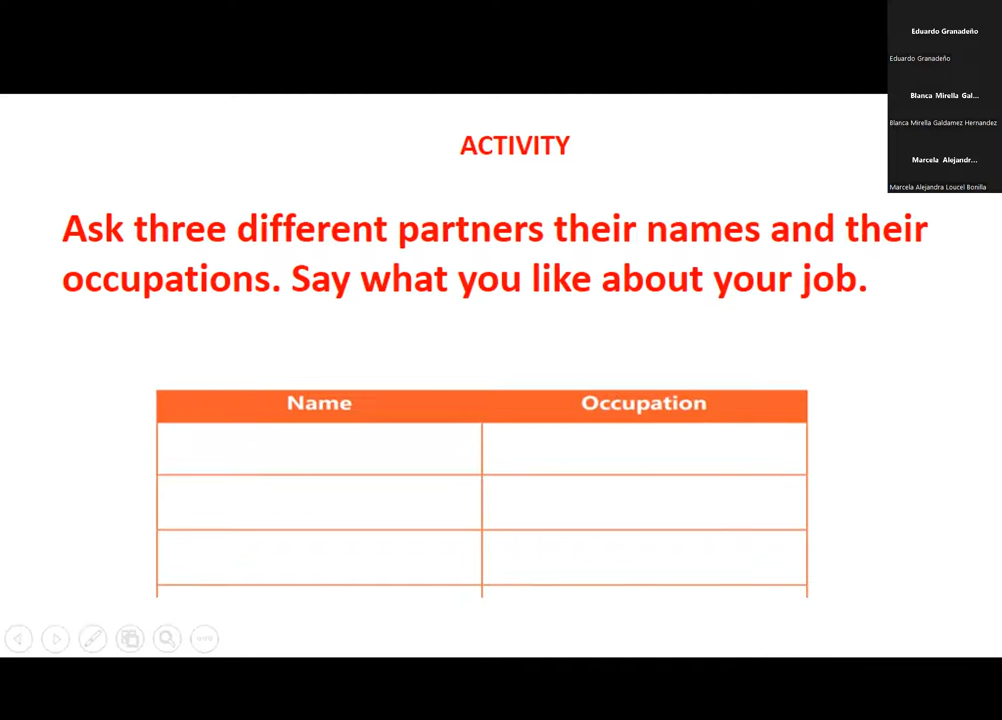 Eduardo Granadeño
Eduardo Granadeño
Blanca Mirella Gal...
Blanca Mirella Galdamez Hernandez
Marcela Alejandr...
Marcela Alejandra Loucel Bonilla
ACTIVITY
Ask three different partners their names and their
occupations. Say what you like about your job.
Name Occupation